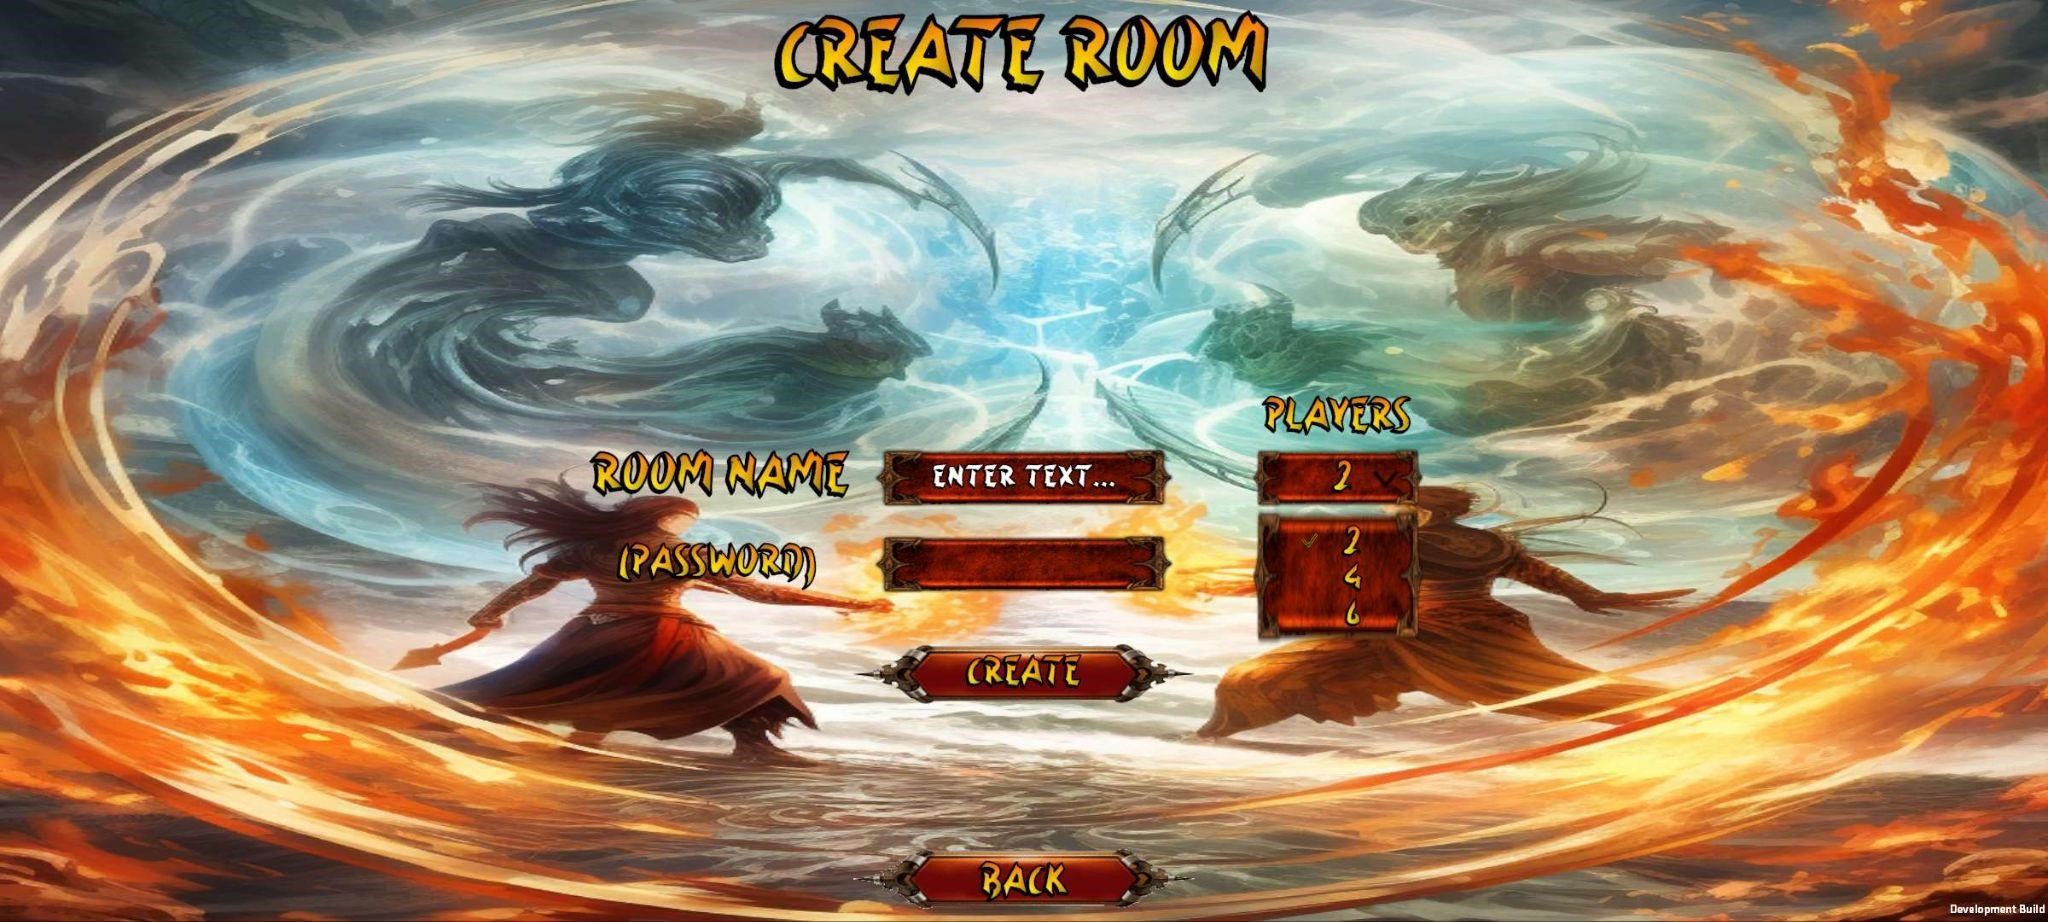 CREATE ROOM
PLAYERS
ROOM NAME
ENTER TEXT...
2
(PASSWORD)
2
4
6
CREATE
BACK
Development Build